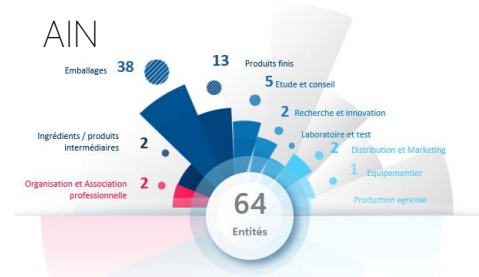 AIN
Emballages 38
13 Produits finis
5 Etude et conseil
2 Recherche et innovation
Laboratoire et test
Ingrédients / produits
intermédiaires 2
2 Distribution et Marketing
1 Equipementier
Organisation et Association
professionnelle 2
Production agricole
64
Entités